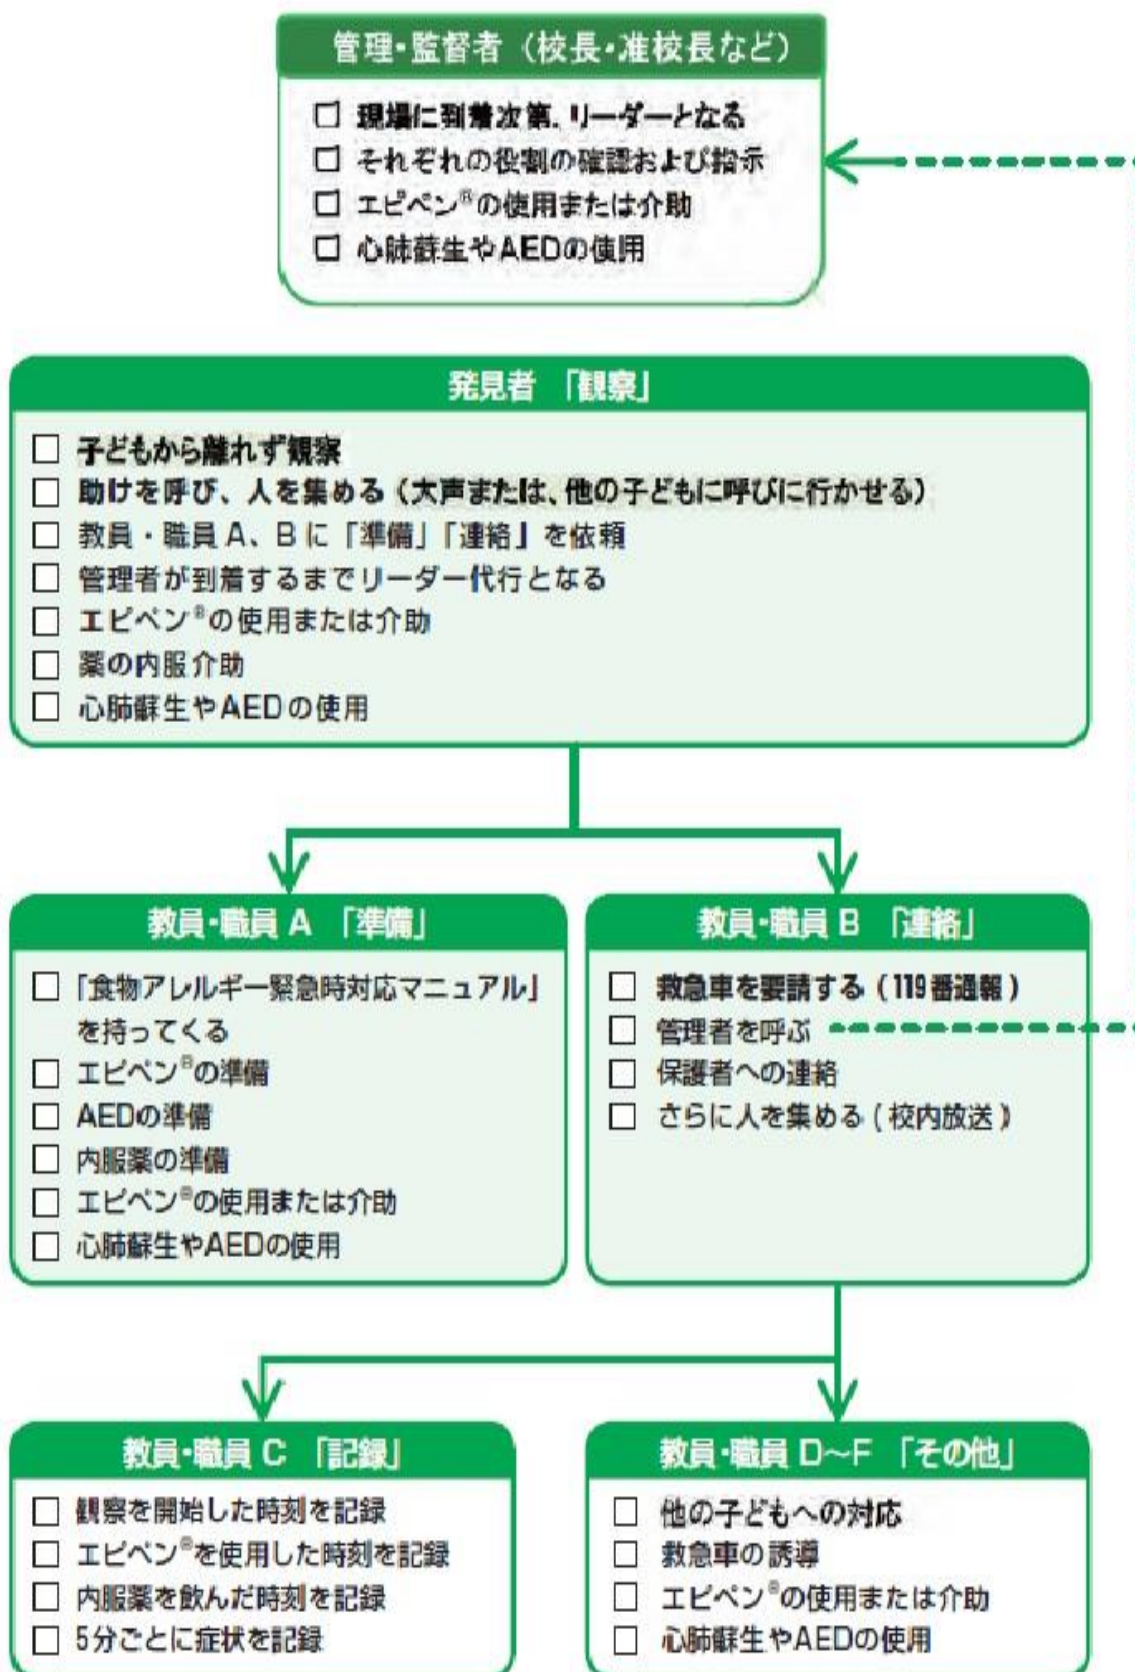 管理・監督者（校長・准校長など）
□ 現場に到着次第、リーダーとなる
□ それぞれの役割の確認および指示
□ エピペン®の使用または介助
□ 心肺蘇生やAEDの使用
発見者 「観察」
□ 子どもから離れず観察
□ 助けを呼び、人を集める（大声または、他の子どもに呼びに行かせる）
□ 教員・職員 A、B に「準備」「連絡」を依頼
□ 管理者が到着するまでリーダー代行となる
□ エピペン®の使用または介助
□ 薬の内服介助
□ 心肺蘇生やAEDの使用
教員・職員 A 「準備」
□ 「食物アレルギー緊急時対応マニュアル」
を持ってくる
□ エピペン®の準備
□ AEDの準備
□ 内服薬の準備
□ エピペン®の使用または介助
□ 心肺蘇生やAEDの使用
教員・職員 B 「連絡」
□ 救急車を要請する（119番通報）
□ 管理者を呼ぶ
□ 保護者への連絡
□ さらに人を集める（校内放送）
教員・職員 C 「記録」
□ 観察を開始した時刻を記録
□ エピペン®を使用した時刻を記録
□ 内服薬を飲んだ時刻を記録
□ 5分ごとに症状を記録
教員・職員 D～F 「その他」
□ 他の子どもへの対応
□ 救急車の誘導
□ エピペン®の使用または介助
□ 心肺蘇生やAEDの使用